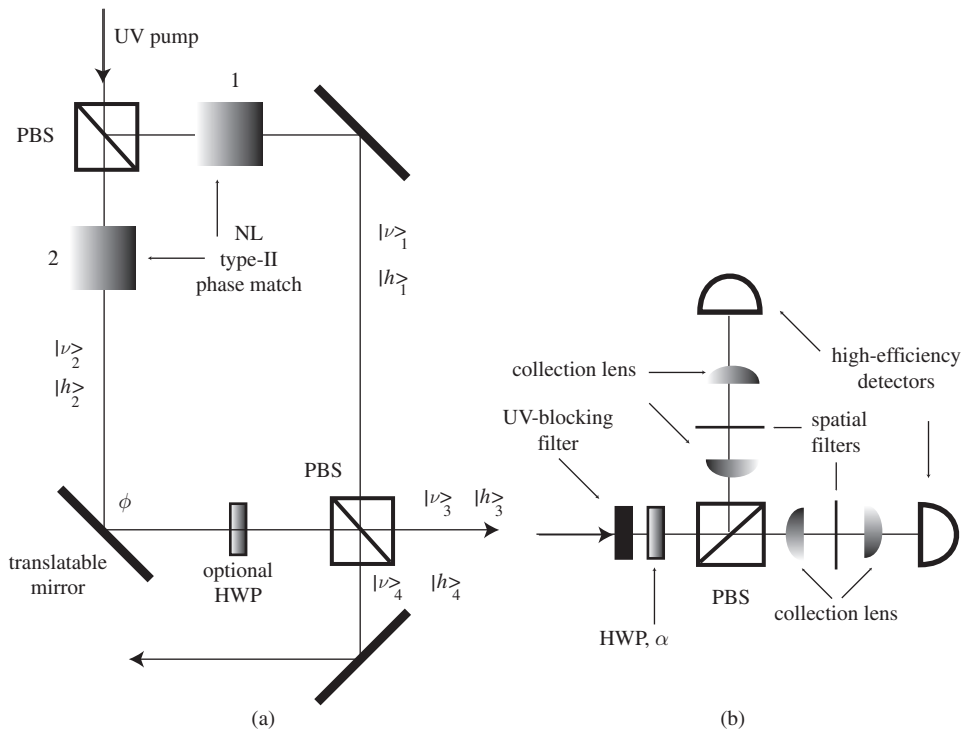 UV pump
1
PBS
NL
type-II
phase match
2
|ν>1
|h>1
|ν>2
|h>2
collection lens
high-efficiency
detectors
UV-blocking
filter
spatial
filters
PBS
ϕ
|ν>3 |h>3
translatable
mirror
optional
HWP
|ν>4 |h>4
PBS
collection lens
HWP, α
(a)
(b)